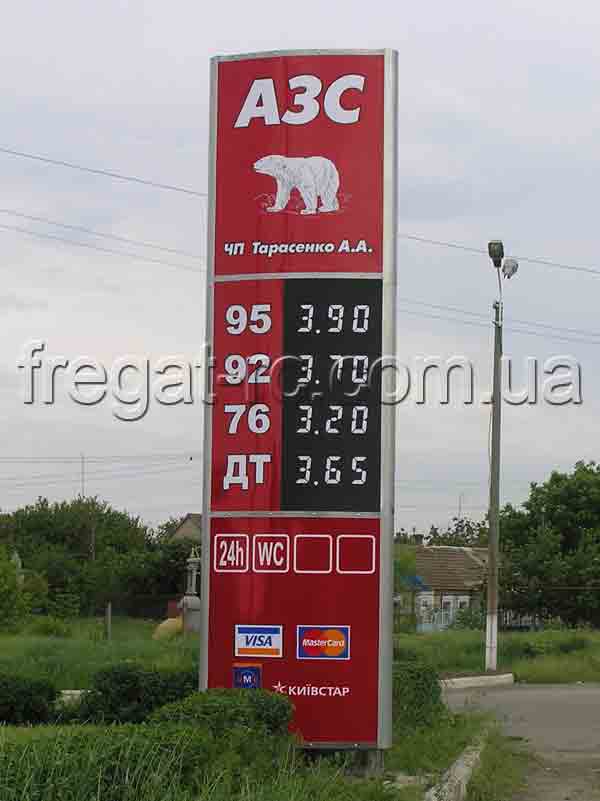 АЗС
ЧП Тарасенко А.А.
95 3.90
92 3.70
76 3.20
ДТ 3.65
24h WC
VISA MasterCard
М КИЇВСТАР
fregat-rc.com.ua